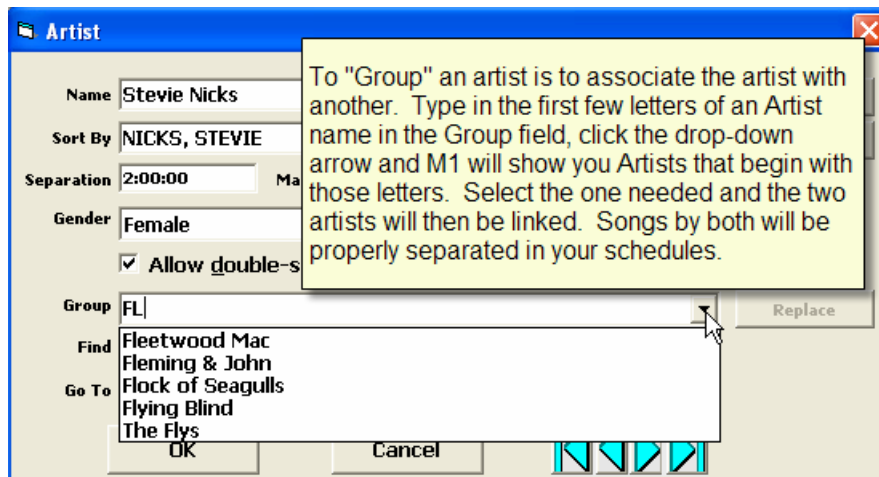 Artist
To "Group" an artist is to associate the artist with
another. Type in the first few letters of an Artist
name in the Group field, click the drop-down
arrow and M1 will show you Artists that begin with
those letters. Select the one needed and the two
artists will then be linked. Songs by both will be
properly separated in your schedules.
Name Stevie Nicks
Sort By NICKS, STEVIE
Separation 2:00:00 Ma
Gender Female
Allow double-s
Group FL Replace
Find
Go To
Fleetwood Mac
Fleming & John
Flock of Seagulls
Flying Blind
The Flys
OK Cancel